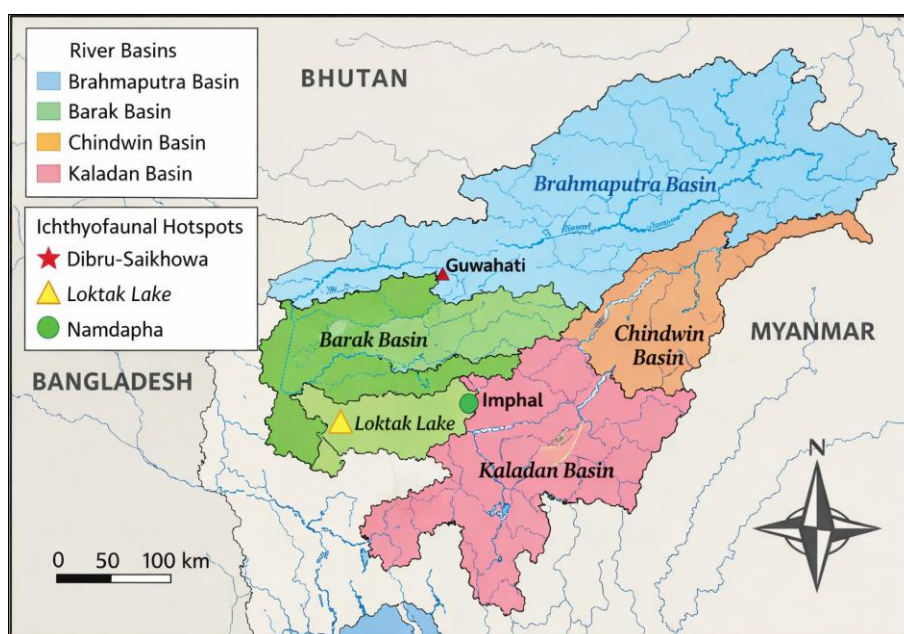 River Basins
Brahmaputra Basin
Barak Basin
Chindwin Basin
Kaladan Basin
Ichthyofaunal Hotspots
Dibru-Saikhowa
Loktak Lake
Namdapha
BHUTAN
Brahmaputra Basin
Guwahati
Barak Basin
Chindwin
Basin
MYANMAR
BANGLADESH
Imphal
Loktak Lake
Kaladan Basin
N
0 50 100 km